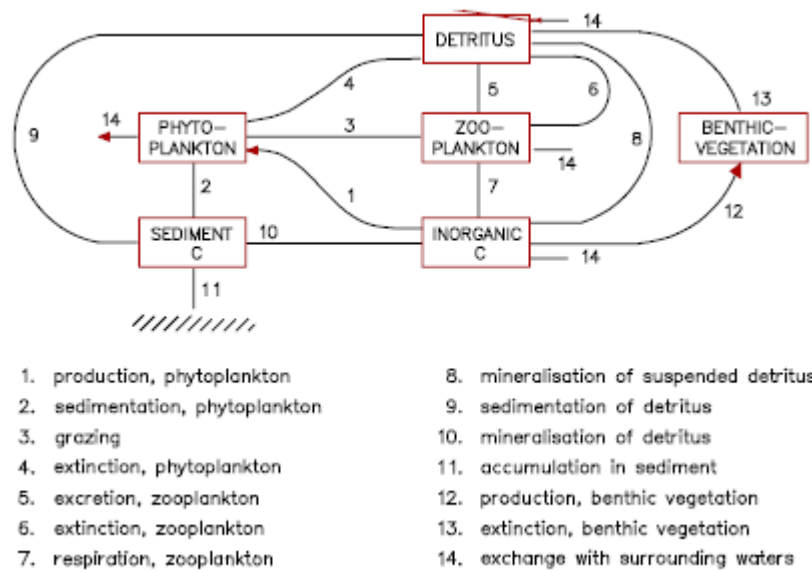 14
DETRITUS
4
5
6
13
9
14
PHYTO-
PLANKTON
3
ZOO-
PLANKTON
14
8
BENTHIC-
VEGETATION
2
1
7
12
SEDIMENT
C
10
INORGANIC
C
14
11
1. production, phytoplankton
2. sedimentation, phytoplankton
3. grazing
4. extinction, phytoplankton
5. excretion, zooplankton
6. extinction, zooplankton
7. respiration, zooplankton
8. mineralisation of suspended detritus
9. sedimentation of detritus
10. mineralisation of detritus
11. accumulation in sediment
12. production, benthic vegetation
13. extinction, benthic vegetation
14. exchange with surrounding waters